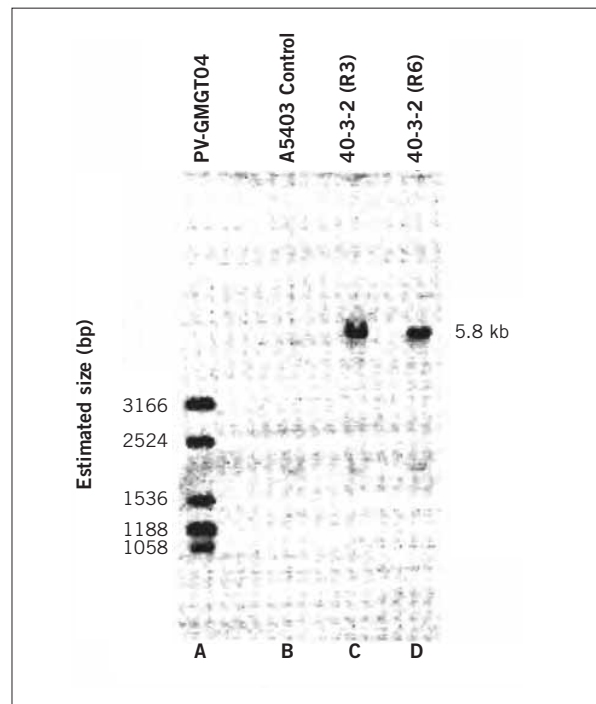 PV-GMGT04
A5403 Control
40-3-2 (R3)
40-3-2 (R6)
Estimated size (bp)
5.8 kb
3166
2524
1536
1188
1058
A B C D